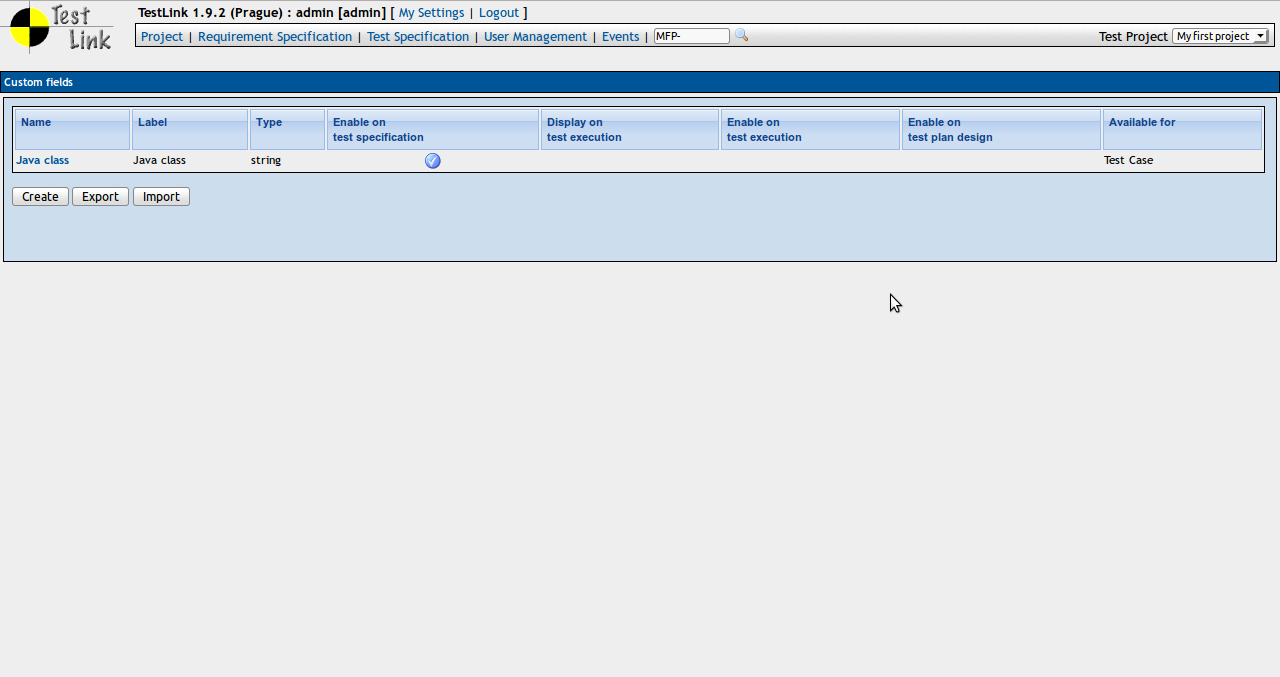 Test Link
TestLink 1.9.2 (Prague) : admin [admin] [ My Settings | Logout ]
Project | Requirement Specification | Test Specification | User Management | Events | MFP- Test Project My first project
Custom fields
Name Label Type Enable on test specification Display on test execution Enable on test execution Enable on test plan design Available for
Java class Java class string Test Case
Create Export Import